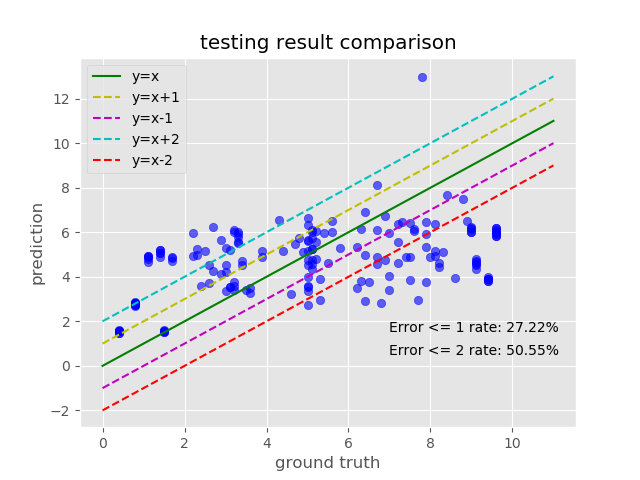 testing result comparison
y=x
y=x+1
y=x-1
y=x+2
y=x-2
12
10
8
6
4
2
0
−2
prediction
Error <= 1 rate: 27.22%
Error <= 2 rate: 50.55%
0 2 4 6 8 10
ground truth